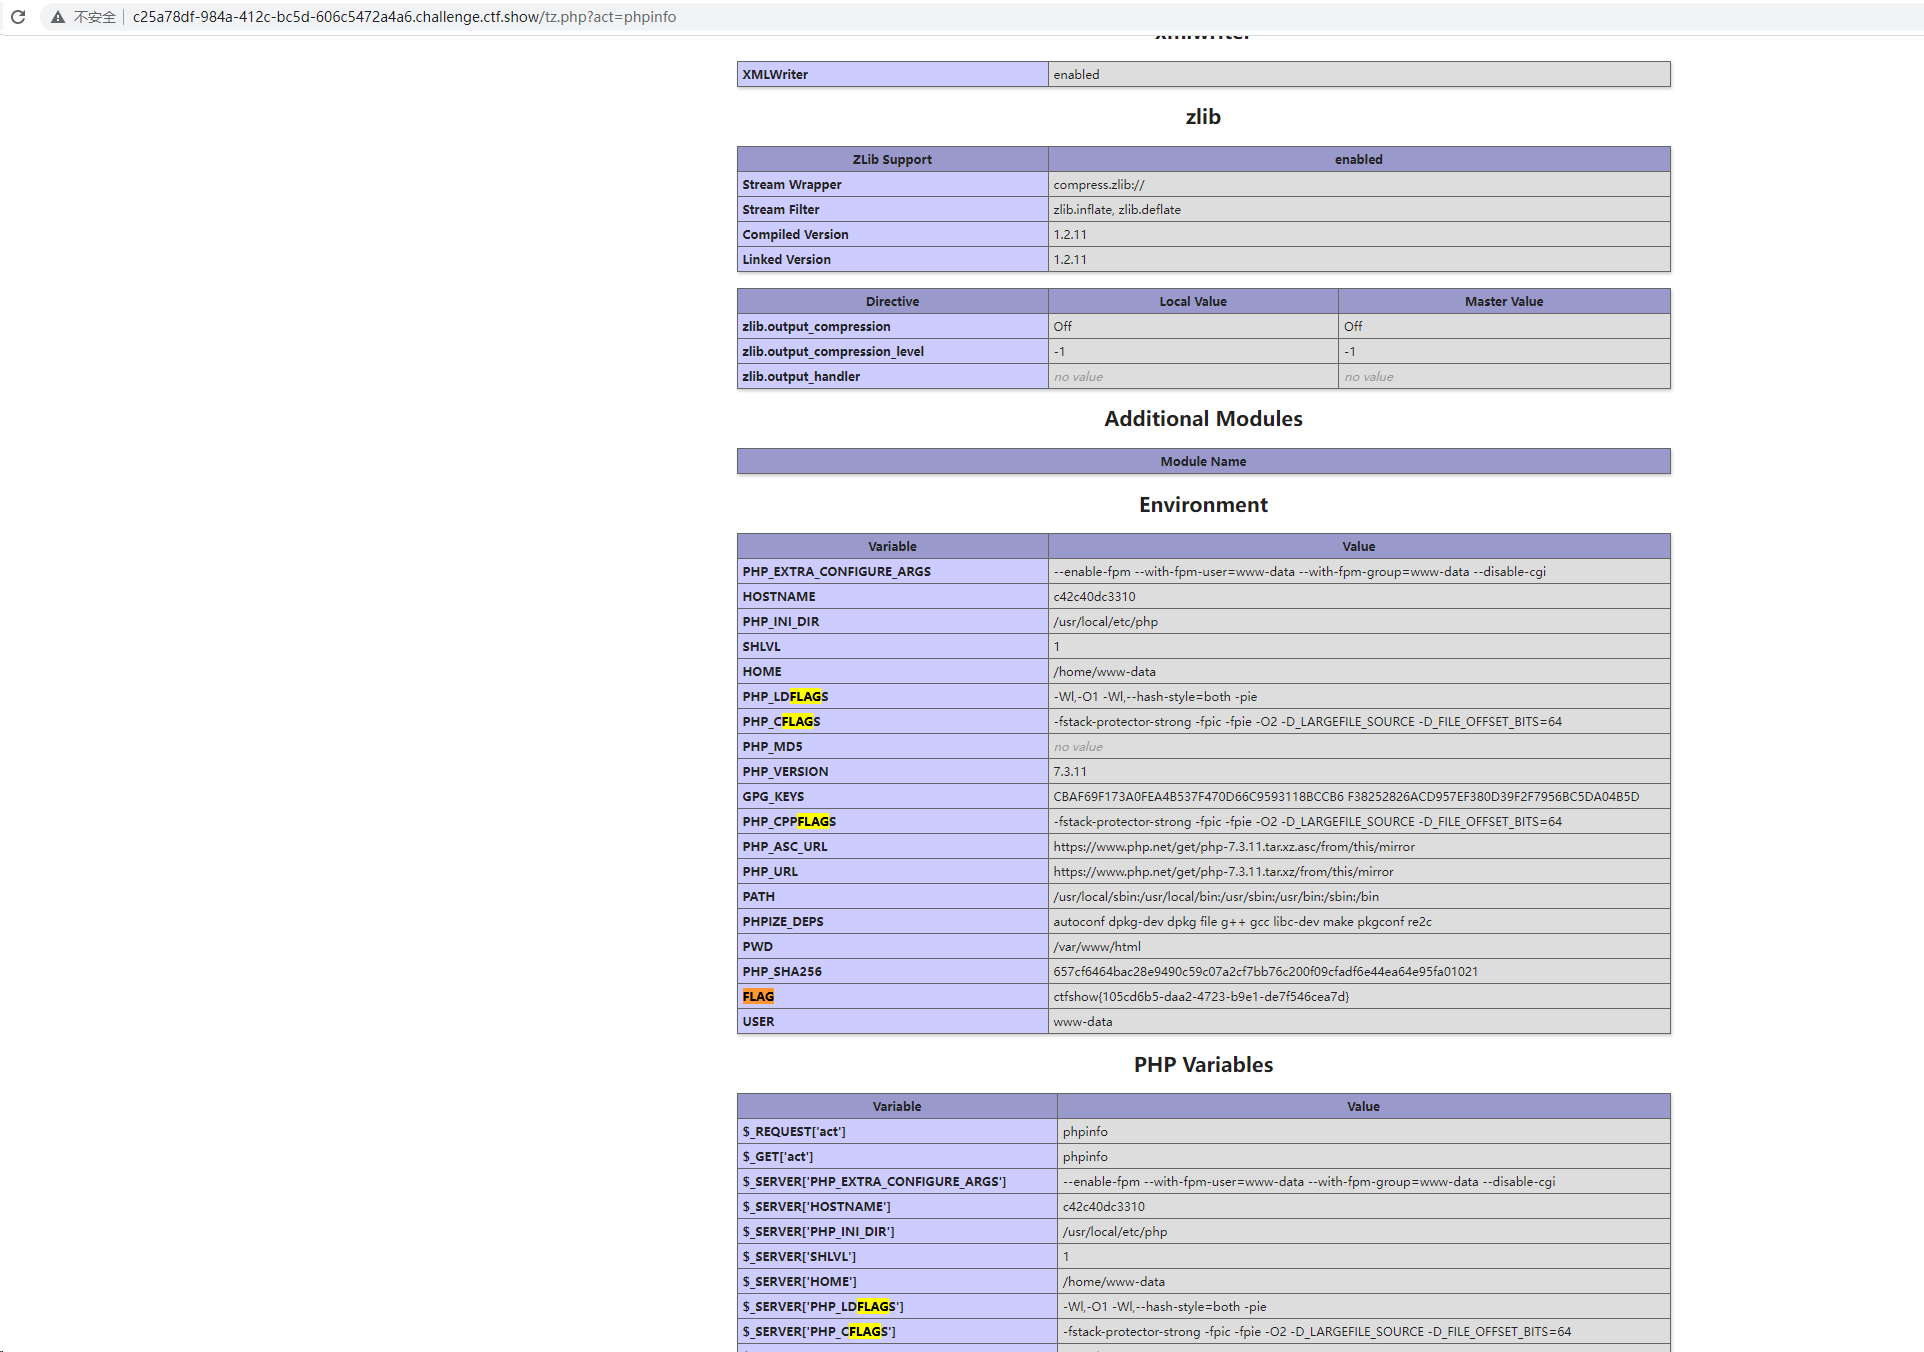 不安全 c25a78df-984a-412c-bc5d-606c5472a4a6.challenge.ctf.show/tz.php?act=phpinfo
xmlwriter
XMLWriter enabled
zlib
ZLib Support enabled
Stream Wrapper compress.zlib://
Stream Filter zlib.inflate, zlib.deflate
Compiled Version 1.2.11
Linked Version 1.2.11
Directive Local Value Master Value
zlib.output_compression Off Off
zlib.output_compression_level -1 -1
zlib.output_handler no value no value
Additional Modules
Module Name
Environment
Variable Value
PHP_EXTRA_CONFIGURE_ARGS --enable-fpm --with-fpm-user=www-data --with-fpm-group=www-data --disable-cgi
HOSTNAME c42c40dc3310
PHP_INI_DIR /usr/local/etc/php
SHLVL 1
HOME /home/www-data
PHP_LDFLAGS -Wl,-O1 -Wl,--hash-style=both -pie
PHP_CFLAGS -fstack-protector-strong -fpic -fpie -O2 -D_LARGEFILE_SOURCE -D_FILE_OFFSET_BITS=64
PHP_MD5 no value
PHP_VERSION 7.3.11
GPG_KEYS CBAF69F173A0FEA4B537F470D66C9593118BCCB6 F38252826ACD957EF380D39F2F7956BC5DA04B5D
PHP_CPPFLAGS -fstack-protector-strong -fpic -fpie -O2 -D_LARGEFILE_SOURCE -D_FILE_OFFSET_BITS=64
PHP_ASC_URL https://www.php.net/get/php-7.3.11.tar.xz.asc/from/this/mirror
PHP_URL https://www.php.net/get/php-7.3.11.tar.xz/from/this/mirror
PATH /usr/local/sbin:/usr/local/bin:/usr/sbin:/usr/bin:/sbin:/bin
PHPIZE_DEPS autoconf dpkg-dev dpkg file g++ gcc libc-dev make pkgconf re2c
PWD /var/www/html
PHP_SHA256 657cf6464bac28e9490c59c07a2cf7bb76c200f09cfadf6e44ea64e95fa01021
FLAG ctfshow{105cd6b5-daa2-4723-b9e1-de7f546cea7d}
USER www-data
PHP Variables
Variable Value
$_REQUEST['act'] phpinfo
$_GET['act'] phpinfo
$_SERVER['PHP_EXTRA_CONFIGURE_ARGS'] --enable-fpm --with-fpm-user=www-data --with-fpm-group=www-data --disable-cgi
$_SERVER['HOSTNAME'] c42c40dc3310
$_SERVER['PHP_INI_DIR'] /usr/local/etc/php
$_SERVER['SHLVL'] 1
$_SERVER['HOME'] /home/www-data
$_SERVER['PHP_LDFLAGS'] -Wl,-O1 -Wl,--hash-style=both -pie
$_SERVER['PHP_CFLAGS'] -fstack-protector-strong -fpic -fpie -O2 -D_LARGEFILE_SOURCE -D_FILE_OFFSET_BITS=64